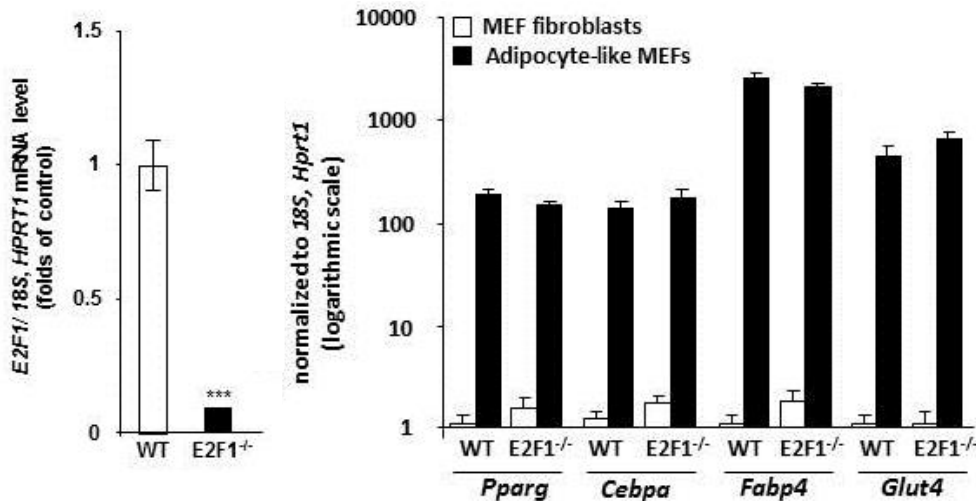 E2F1/ 18S, HPRT1 mRNA level
(folds of control)
1.5
1
0.5
0
***
WT E2F1-/-
normalized to 18S, Hprt1
(logarithmic scale)
10000
1000
100
10
1
MEF fibroblasts
Adipocyte-like MEFs
WT E2F1-/- WT E2F1-/- WT E2F1-/- WT E2F1-/-
Pparg Cebpa Fabp4 Glut4